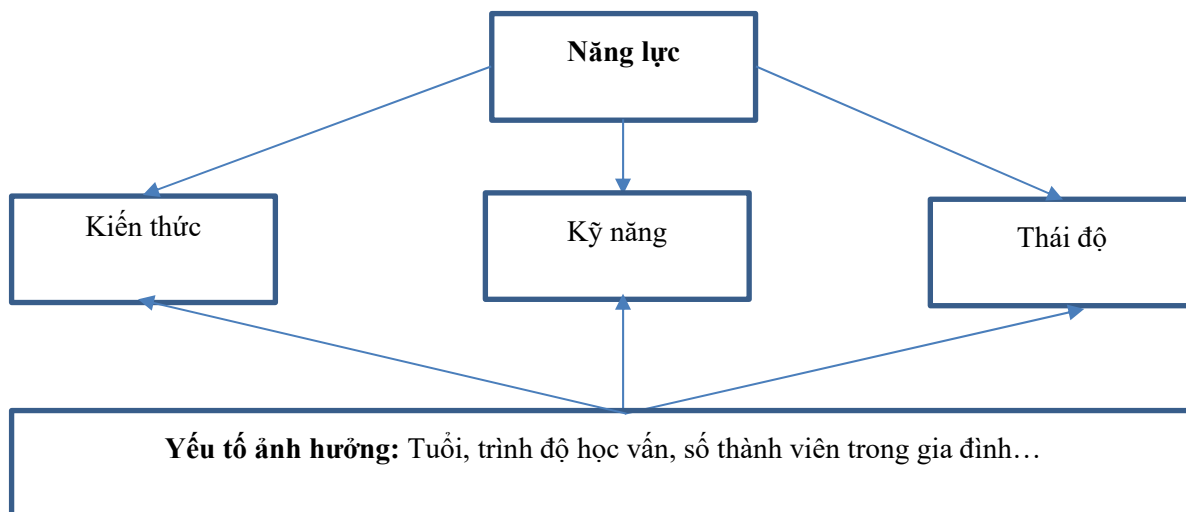 Năng lực
Kiến thức
Kỹ năng
Thái độ
Yếu tố ảnh hưởng: Tuổi, trình độ học vấn, số thành viên trong gia đình…